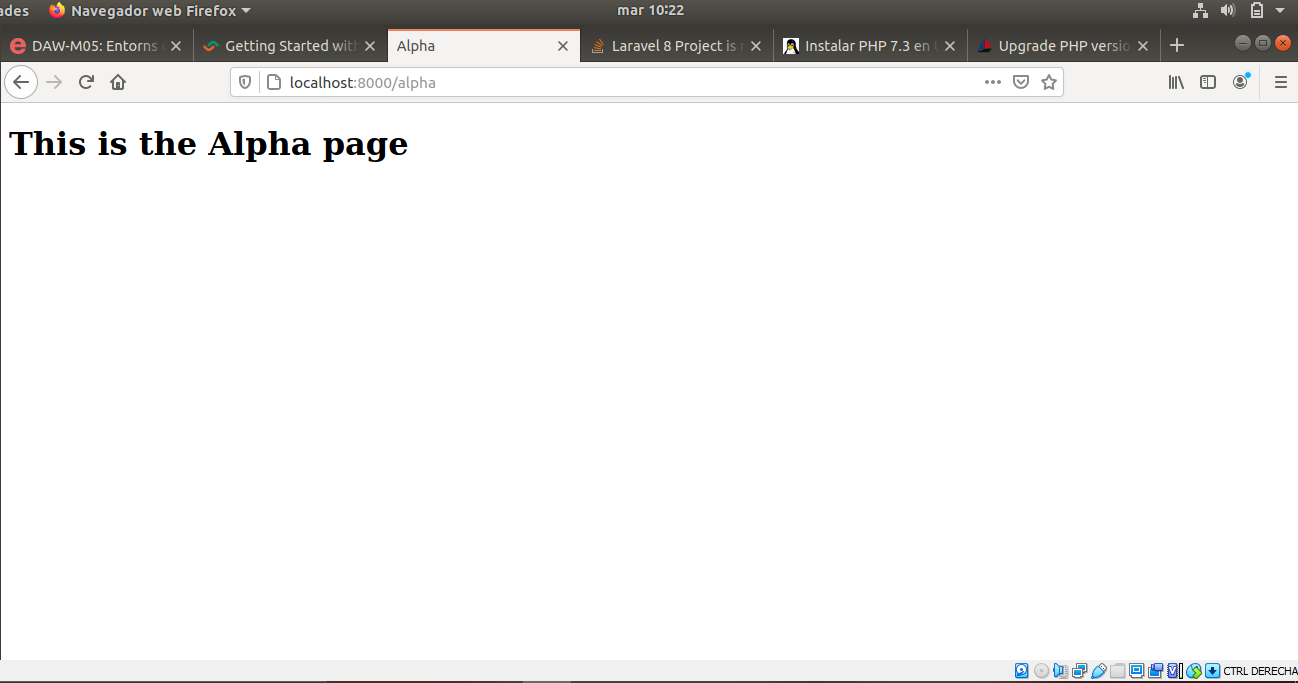 ades Navegador web Firefox mar 10:22
DAW-M05: Entorns Getting Started with Alpha Laravel 8 Project is Instalar PHP 7.3 en Upgrade PHP versio
localhost:8000/alpha
This is the Alpha page
CTRL DERECHA